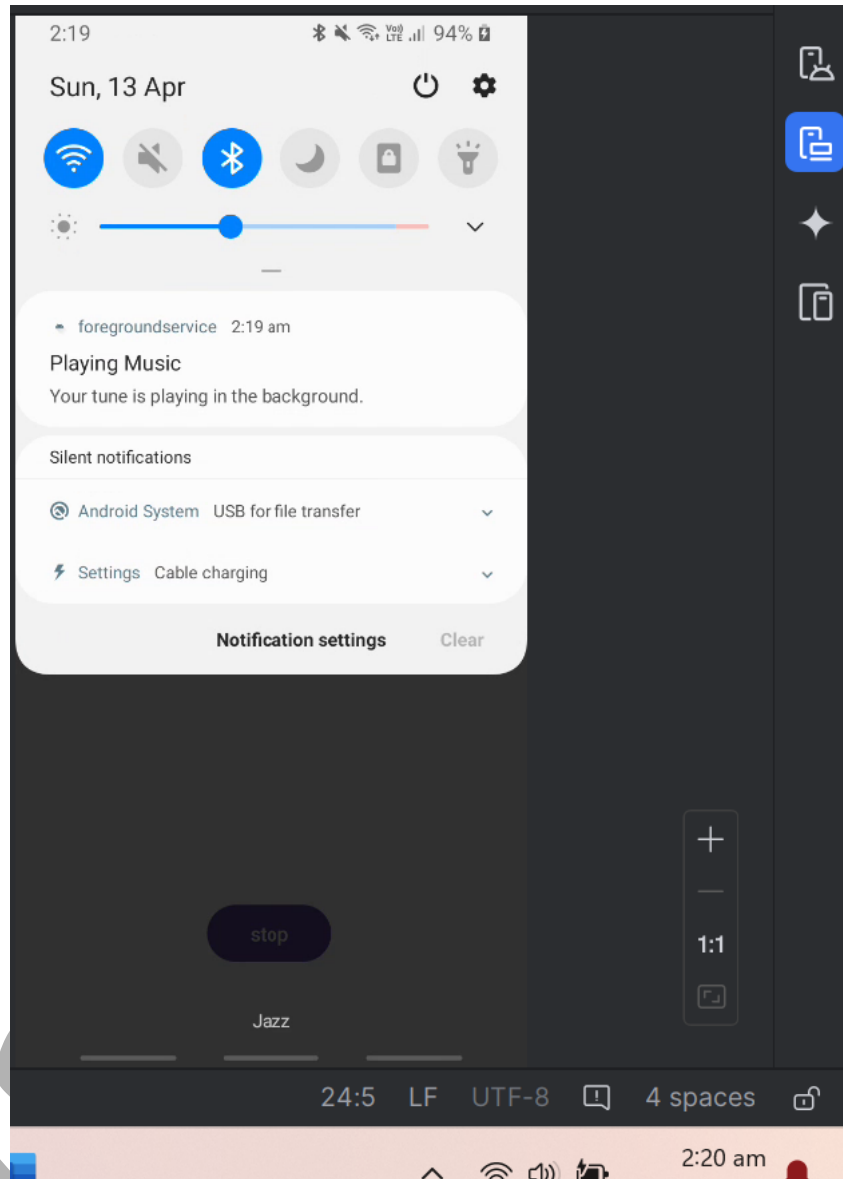 2:19 Vo)) LTE 94%
Sun, 13 Apr
foregroundservice 2:19 am
Playing Music
Your tune is playing in the background.
Silent notifications
Android System USB for file transfer
Settings Cable charging
Notification settings Clear
stop
1:1
Jazz
24:5 LF UTF-8 4 spaces
2:20 am